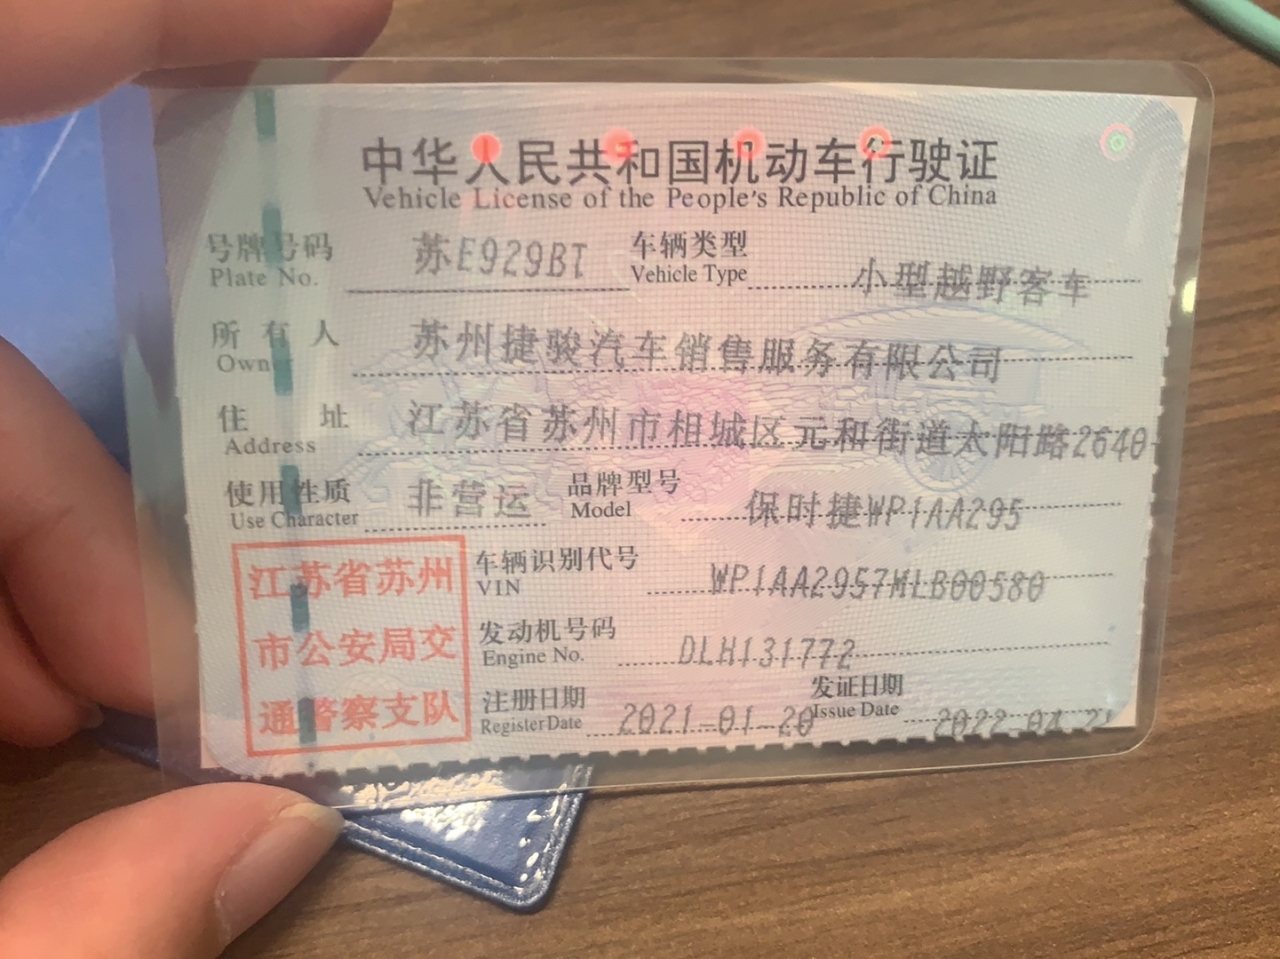 中华人民共和国机动车行驶证
Vehicle License of the People's Republic of China
号牌号码 苏E929BT 车辆类型 小型越野客车
Plate No. Vehicle Type
所有人 苏州捷骏汽车销售服务有限公司
Owner
住址 江苏省苏州市相城区元和街道太阳路2640
Address
使用性质 非营运 品牌型号 保时捷WP1AA295
Use Character Model
江苏省苏州
市公安局交
通警察支队
车辆识别代号 WP1AA2957MLB00580
VIN
发动机号码 DLH131772
Engine No.
注册日期 2021-01-20 发证日期
Register Date Issue Date